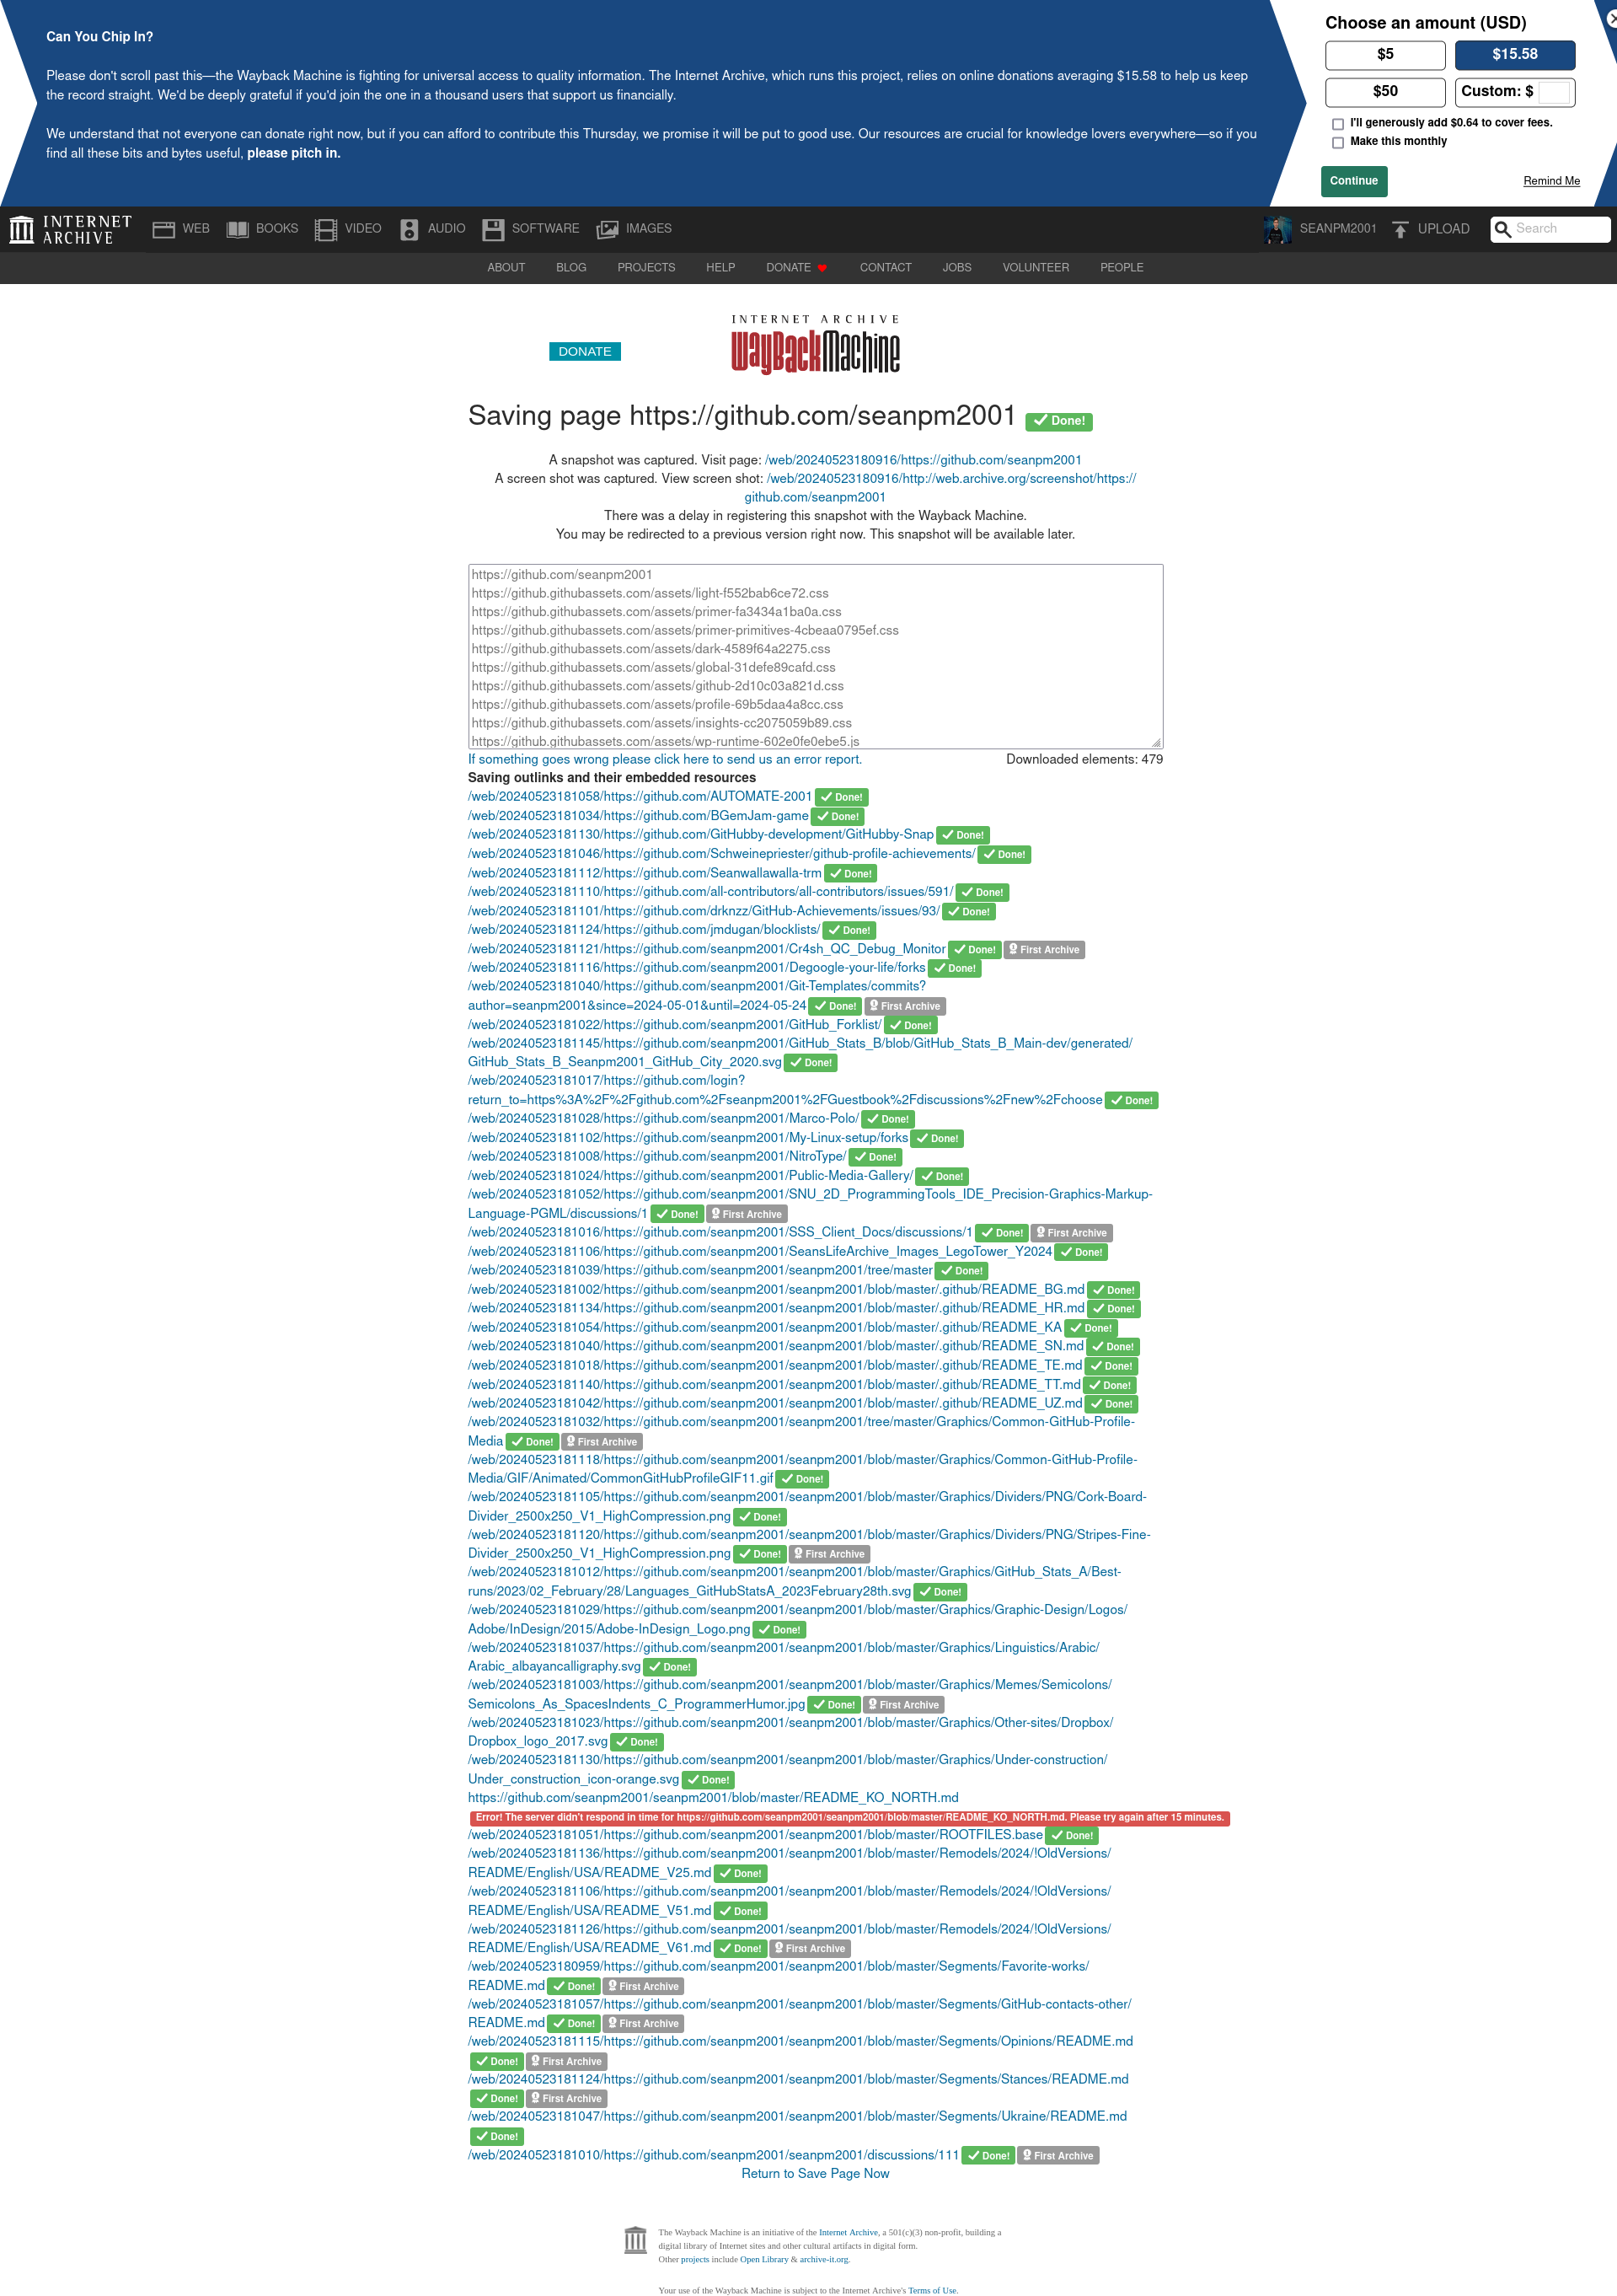 Can You Chip In?
Please don't scroll past this—the Wayback Machine is fighting for universal access to quality information. The Internet Archive, which runs this project, relies on online donations averaging $15.58 to help us keep
the record straight. We'd be deeply grateful if you'd join the one in a thousand users that support us financially.
We understand that not everyone can donate right now, but if you can afford to contribute this Thursday, we promise it will be put to good use. Our resources are crucial for knowledge lovers everywhere—so if you
find all these bits and bytes useful, please pitch in.
Choose an amount (USD)
$5
$15.58
$50
Custom: $
I'll generously add $0.64 to cover fees.
Make this monthly
Continue
Remind Me
INTERNET
ARCHIVE
WEB
BOOKS
VIDEO
AUDIO
SOFTWARE
IMAGES
SEANPM2001
UPLOAD
Search
ABOUT
BLOG
PROJECTS
HELP
DONATE
CONTACT
JOBS
VOLUNTEER
PEOPLE
DONATE
INTERNET ARCHIVE
WayBackMachine
Saving page https://github.com/seanpm2001 Done!
A snapshot was captured. Visit page: /web/20240523180916/https://github.com/seanpm2001
A screen shot was captured. View screen shot: /web/20240523180916/http://web.archive.org/screenshot/https://
github.com/seanpm2001
There was a delay in registering this snapshot with the Wayback Machine.
You may be redirected to a previous version right now. This snapshot will be available later.
https://github.com/seanpm2001
https://github.githubassets.com/assets/light-f552bab6ce72.css
https://github.githubassets.com/assets/primer-fa3434a1ba0a.css
https://github.githubassets.com/assets/primer-primitives-4cbeaa0795ef.css
https://github.githubassets.com/assets/dark-4589f64a2275.css
https://github.githubassets.com/assets/global-31defe89cafd.css
https://github.githubassets.com/assets/github-2d10c03a821d.css
https://github.githubassets.com/assets/profile-69b5daa4a8cc.css
https://github.githubassets.com/assets/insights-cc2075059b89.css
https://github.githubassets.com/assets/wp-runtime-602e0fe0ebe5.js
If something goes wrong please click here to send us an error report. Downloaded elements: 479
Saving outlinks and their embedded resources
/web/20240523181058/https://github.com/AUTOMATE-2001 Done!
/web/20240523181034/https://github.com/BGemJam-game Done!
/web/20240523181130/https://github.com/GitHubby-development/GitHubby-Snap Done!
/web/20240523181046/https://github.com/Schweinepriester/github-profile-achievements/ Done!
/web/20240523181112/https://github.com/Seanwallawalla-trm Done!
/web/20240523181110/https://github.com/all-contributors/all-contributors/issues/591/ Done!
/web/20240523181101/https://github.com/drknzz/GitHub-Achievements/issues/93/ Done!
/web/20240523181124/https://github.com/jmdugan/blocklists/ Done!
/web/20240523181121/https://github.com/seanpm2001/Cr4sh_QC_Debug_Monitor Done! First Archive
/web/20240523181116/https://github.com/seanpm2001/Degoogle-your-life/forks Done!
/web/20240523181040/https://github.com/seanpm2001/Git-Templates/commits?
author=seanpm2001&since=2024-05-01&until=2024-05-24 Done! First Archive
/web/20240523181022/https://github.com/seanpm2001/GitHub_Forklist/ Done!
/web/20240523181145/https://github.com/seanpm2001/GitHub_Stats_B/blob/GitHub_Stats_B_Main-dev/generated/
GitHub_Stats_B_Seanpm2001_GitHub_City_2020.svg Done!
/web/20240523181017/https://github.com/login?
return_to=https%3A%2F%2Fgithub.com%2Fseanpm2001%2FGuestbook%2Fdiscussions%2Fnew%2Fchoose Done!
/web/20240523181028/https://github.com/seanpm2001/Marco-Polo/ Done!
/web/20240523181102/https://github.com/seanpm2001/My-Linux-setup/forks Done!
/web/20240523181008/https://github.com/seanpm2001/NitroType/ Done!
/web/20240523181024/https://github.com/seanpm2001/Public-Media-Gallery/ Done!
/web/20240523181052/https://github.com/seanpm2001/SNU_2D_ProgrammingTools_IDE_Precision-Graphics-Markup-
Language-PGML/discussions/1 Done! First Archive
/web/20240523181016/https://github.com/seanpm2001/SSS_Client_Docs/discussions/1 Done! First Archive
/web/20240523181106/https://github.com/seanpm2001/SeansLifeArchive_Images_LegoTower_Y2024 Done!
/web/20240523181039/https://github.com/seanpm2001/seanpm2001/tree/master Done!
/web/20240523181002/https://github.com/seanpm2001/seanpm2001/blob/master/.github/README_BG.md Done!
/web/20240523181134/https://github.com/seanpm2001/seanpm2001/blob/master/.github/README_HR.md Done!
/web/20240523181054/https://github.com/seanpm2001/seanpm2001/blob/master/.github/README_KA Done!
/web/20240523181040/https://github.com/seanpm2001/seanpm2001/blob/master/.github/README_SN.md Done!
/web/20240523181018/https://github.com/seanpm2001/seanpm2001/blob/master/.github/README_TE.md Done!
/web/20240523181140/https://github.com/seanpm2001/seanpm2001/blob/master/.github/README_TT.md Done!
/web/20240523181042/https://github.com/seanpm2001/seanpm2001/blob/master/.github/README_UZ.md Done!
/web/20240523181032/https://github.com/seanpm2001/seanpm2001/tree/master/Graphics/Common-GitHub-Profile-
Media Done! First Archive
/web/20240523181118/https://github.com/seanpm2001/seanpm2001/blob/master/Graphics/Common-GitHub-Profile-
Media/GIF/Animated/CommonGitHubProfileGIF11.gif Done!
/web/20240523181105/https://github.com/seanpm2001/seanpm2001/blob/master/Graphics/Dividers/PNG/Cork-Board-
Divider_2500x250_V1_HighCompression.png Done!
/web/20240523181120/https://github.com/seanpm2001/seanpm2001/blob/master/Graphics/Dividers/PNG/Stripes-Fine-
Divider_2500x250_V1_HighCompression.png Done! First Archive
/web/20240523181012/https://github.com/seanpm2001/seanpm2001/blob/master/Graphics/GitHub_Stats_A/Best-
runs/2023/02_February/28/Languages_GitHubStatsA_2023February28th.svg Done!
/web/20240523181029/https://github.com/seanpm2001/seanpm2001/blob/master/Graphics/Graphic-Design/Logos/
Adobe/InDesign/2015/Adobe-InDesign_Logo.png Done!
/web/20240523181037/https://github.com/seanpm2001/seanpm2001/blob/master/Graphics/Linguistics/Arabic/
Arabic_albayancalligraphy.svg Done!
/web/20240523181003/https://github.com/seanpm2001/seanpm2001/blob/master/Graphics/Memes/Semicolons/
Semicolons_As_SpacesIndents_C_ProgrammerHumor.jpg Done! First Archive
/web/20240523181023/https://github.com/seanpm2001/seanpm2001/blob/master/Graphics/Other-sites/Dropbox/
Dropbox_logo_2017.svg Done!
/web/20240523181130/https://github.com/seanpm2001/seanpm2001/blob/master/Graphics/Under-construction/
Under_construction_icon-orange.svg Done!
https://github.com/seanpm2001/seanpm2001/blob/master/README_KO_NORTH.md
Error! The server didn't respond in time for https://github.com/seanpm2001/seanpm2001/blob/master/README_KO_NORTH.md. Please try again after 15 minutes.
/web/20240523181051/https://github.com/seanpm2001/seanpm2001/blob/master/ROOTFILES.base Done!
/web/20240523181136/https://github.com/seanpm2001/seanpm2001/blob/master/Remodels/2024/!OldVersions/
README/English/USA/README_V25.md Done!
/web/20240523181106/https://github.com/seanpm2001/seanpm2001/blob/master/Remodels/2024/!OldVersions/
README/English/USA/README_V51.md Done!
/web/20240523181126/https://github.com/seanpm2001/seanpm2001/blob/master/Remodels/2024/!OldVersions/
README/English/USA/README_V61.md Done! First Archive
/web/20240523180959/https://github.com/seanpm2001/seanpm2001/blob/master/Segments/Favorite-works/
README.md Done! First Archive
/web/20240523181057/https://github.com/seanpm2001/seanpm2001/blob/master/Segments/GitHub-contacts-other/
README.md Done! First Archive
/web/20240523181115/https://github.com/seanpm2001/seanpm2001/blob/master/Segments/Opinions/README.md
Done! First Archive
/web/20240523181124/https://github.com/seanpm2001/seanpm2001/blob/master/Segments/Stances/README.md
Done! First Archive
/web/20240523181047/https://github.com/seanpm2001/seanpm2001/blob/master/Segments/Ukraine/README.md
Done!
/web/20240523181010/https://github.com/seanpm2001/seanpm2001/discussions/111 Done! First Archive
Return to Save Page Now
The Wayback Machine is an initiative of the Internet Archive, a 501(c)(3) non-profit, building a
digital library of Internet sites and other cultural artifacts in digital form.
Other projects include Open Library & archive-it.org.
Your use of the Wayback Machine is subject to the Internet Archive's Terms of Use.